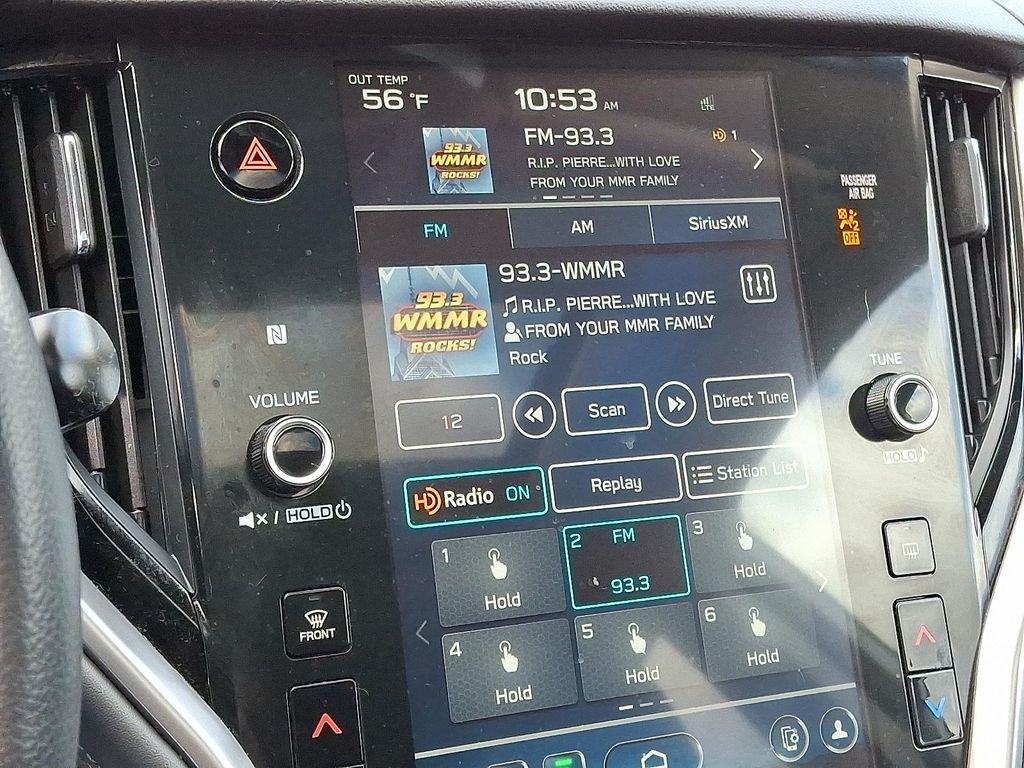 OUT TEMP
56 °F
10:53 AM
LTE
93.3
WMMR
ROCKS!
FM-93.3
HD 1
R.I.P. PIERRE...WITH LOVE
FROM YOUR MMR FAMILY
PASSENGER
AIR BAG
2
OFF
FM
AM
SiriusXM
93.3
WMMR
ROCKS!
93.3-WMMR
R.I.P. PIERRE...WITH LOVE
FROM YOUR MMR FAMILY
Rock
N
VOLUME
TUNE
12
Scan
Direct Tune
HOLD
X / HOLD
HD Radio ON
Replay
Station List
1
Hold
2 FM
93.3
3
Hold
FRONT
4
Hold
5
Hold
6
Hold